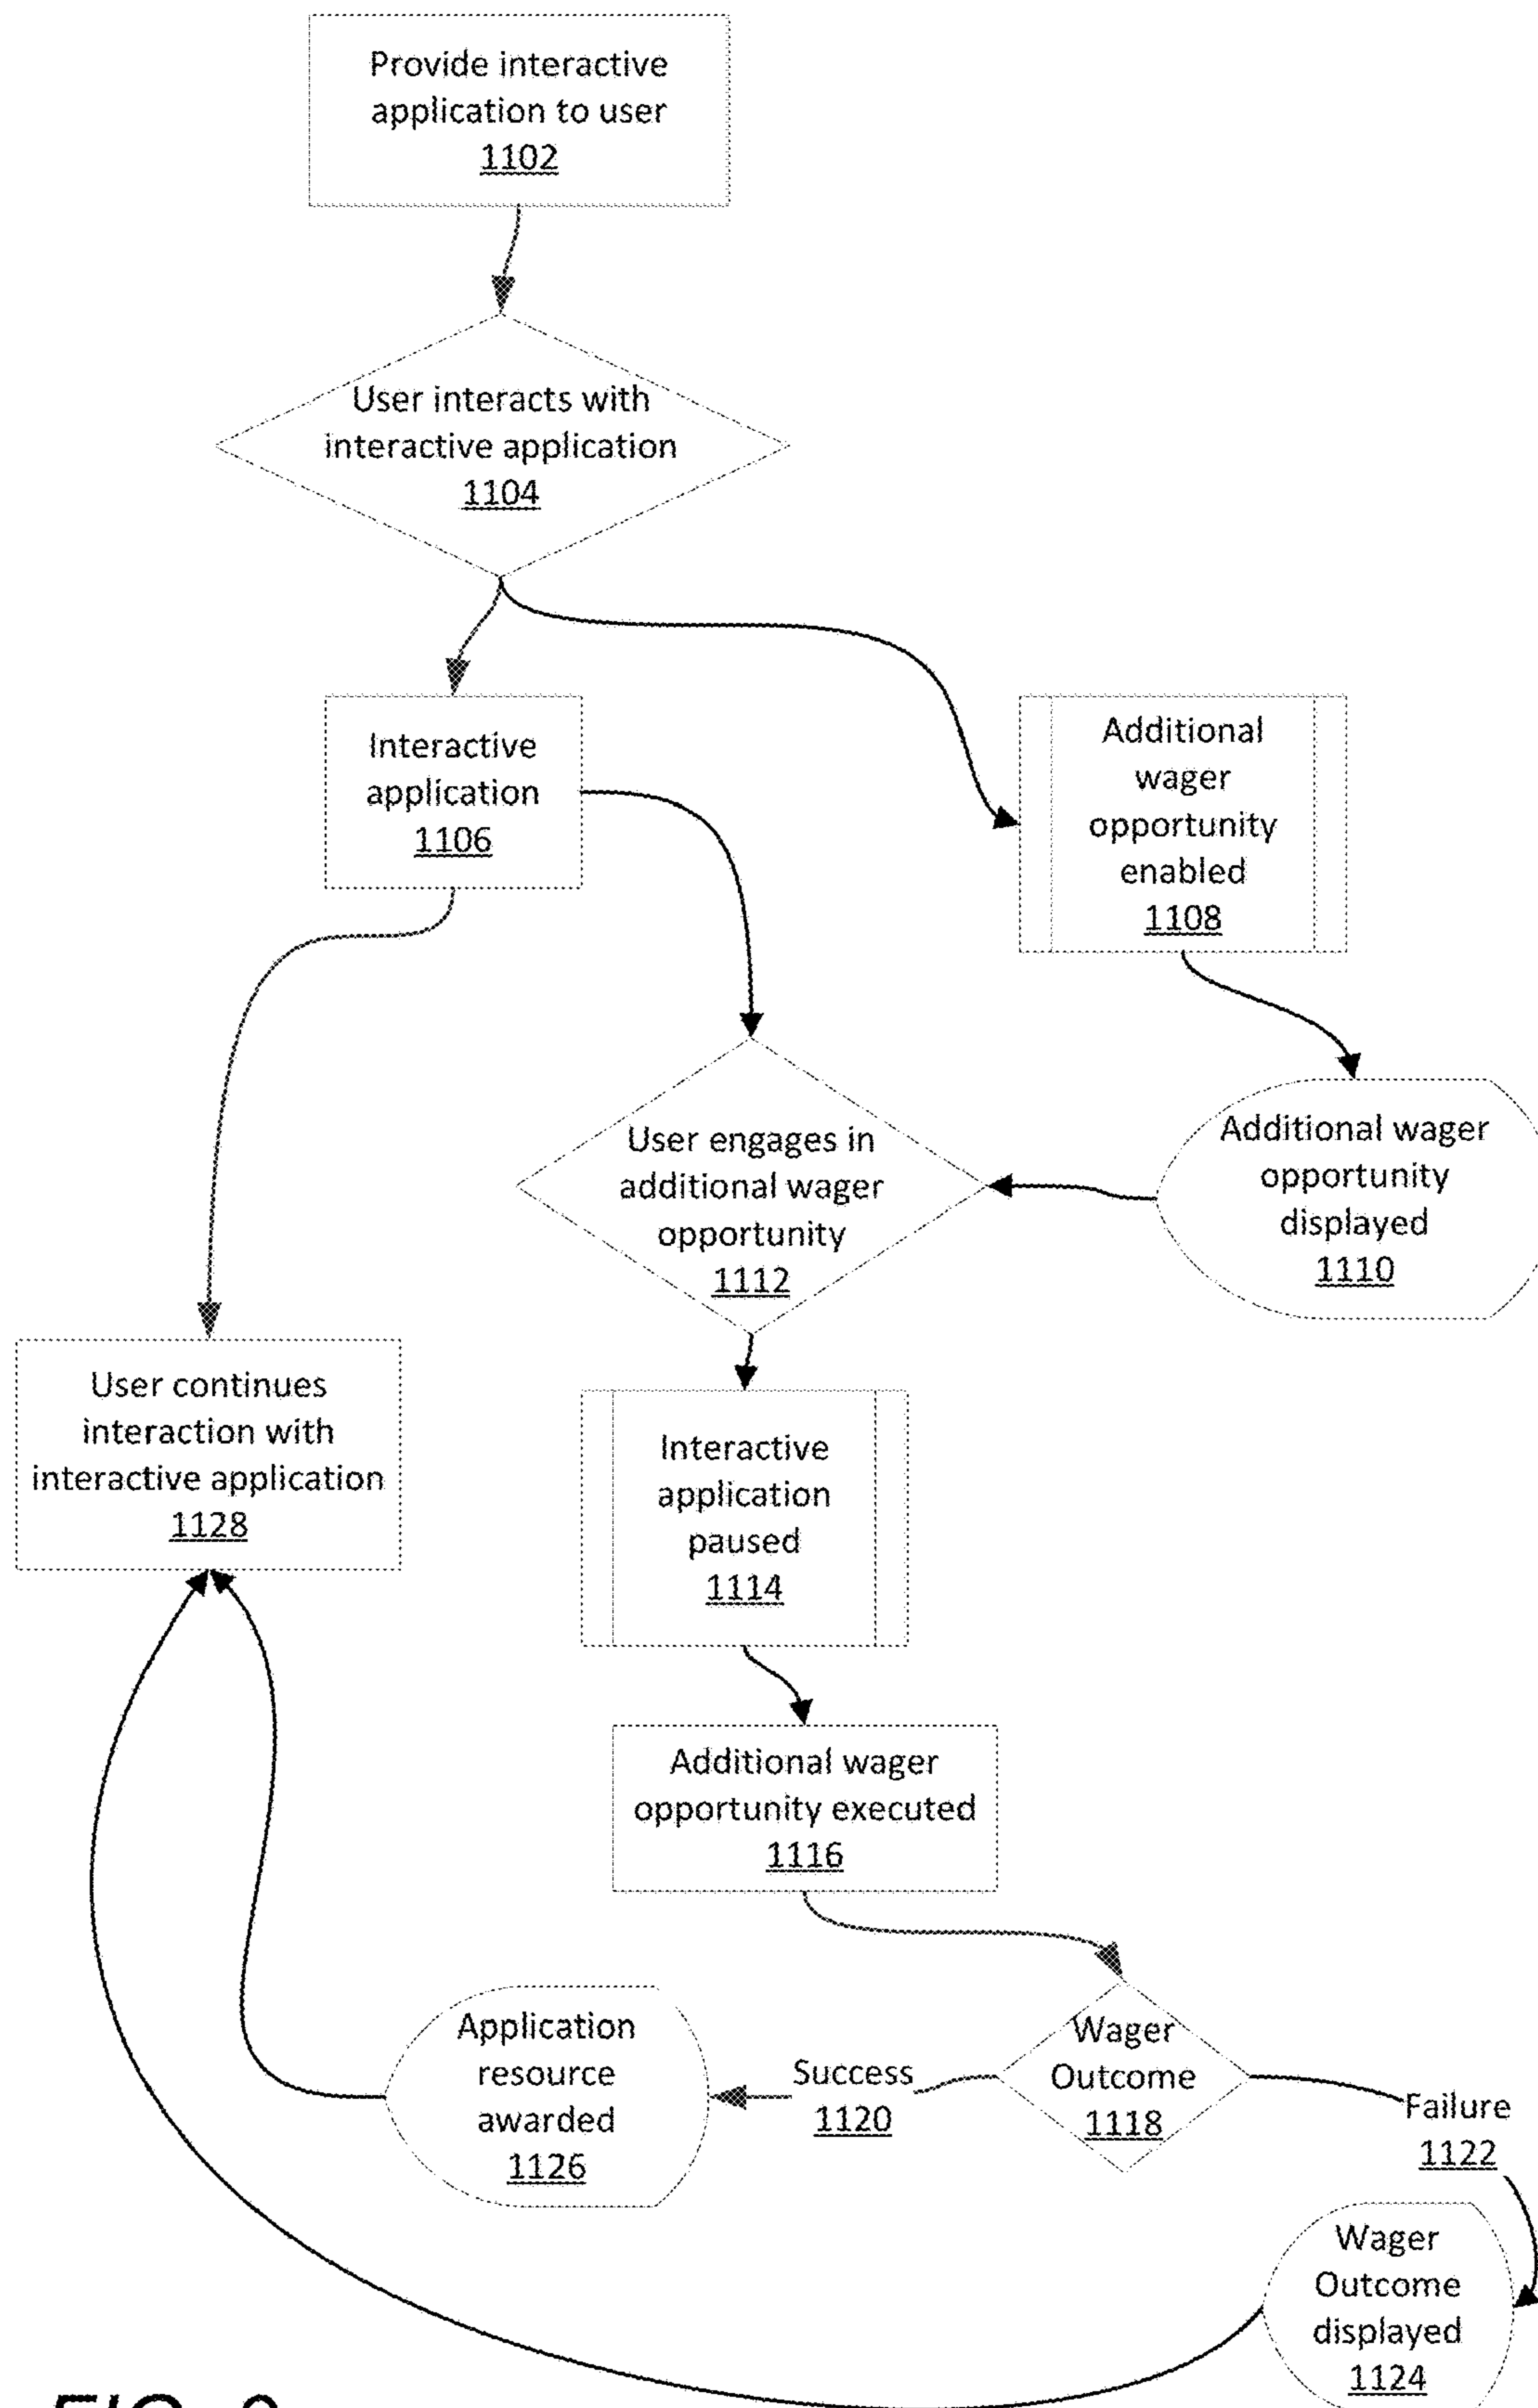 Provide interactive
application to user
1102
User interacts with
interactive application
1104
Interactive
application
1106
Additional
wager
opportunity
enabled
1108
Additional wager
opportunity
displayed
1110
User engages in
additional wager
opportunity
1112
User continues
interaction with
interactive application
1128
Interactive
application
paused
1114
Additional wager
opportunity executed
1116
Wager
Outcome
1118
Success
1120
Application
resource
awarded
1126
Failure
1122
Wager
Outcome
displayed
1124
FIG.